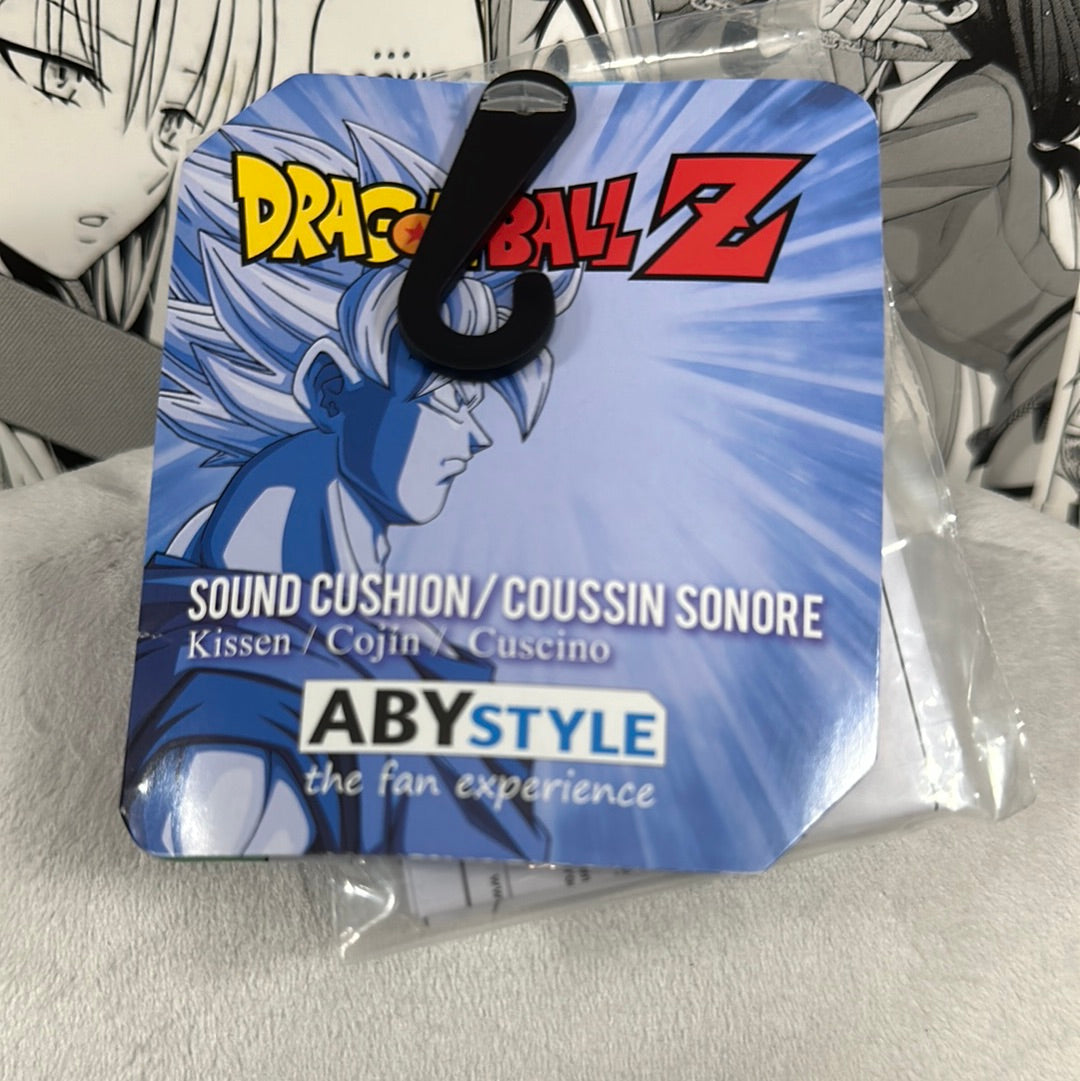 DRAGON BALL Z
SOUND CUSHION/COUSSIN SONORE
Kissen / Cojín / Cuscino
ABYSTYLE
the fan experience